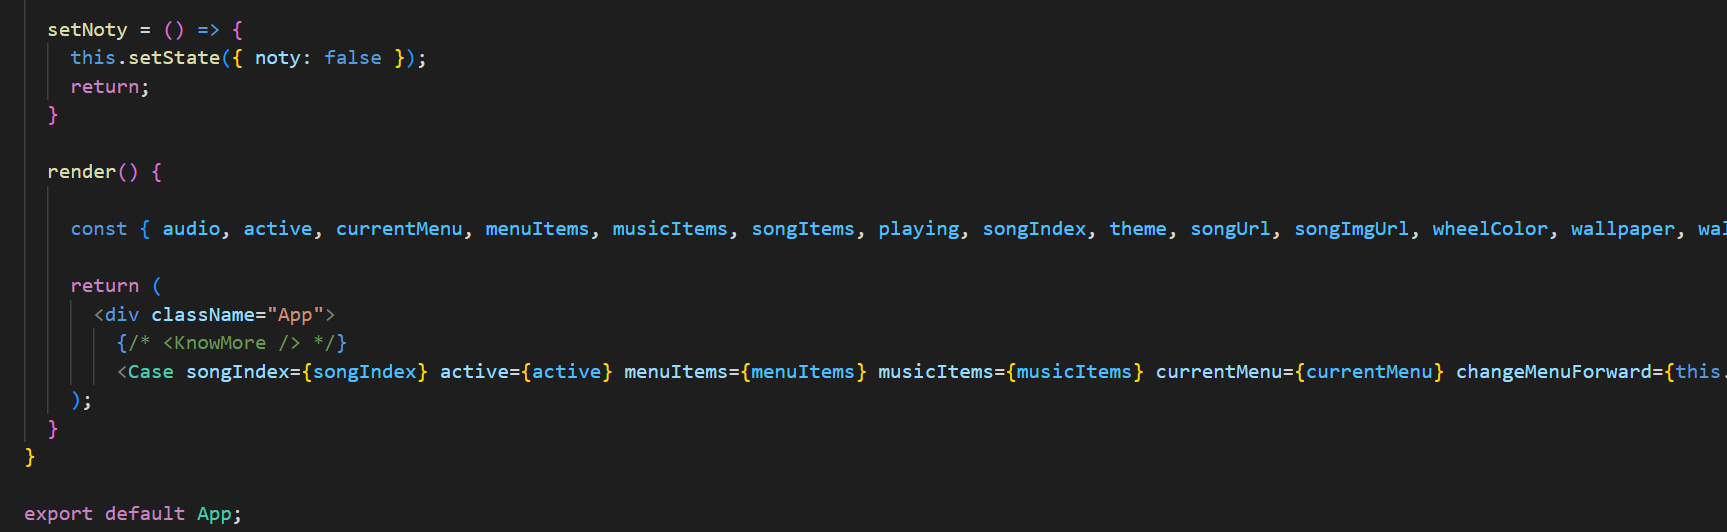 setNoty = () => {
this.setState({ noty: false });
return;
}
render() {
const { audio, active, currentMenu, menuItems, musicItems, songItems, playing, songIndex, theme, songUrl, songImgUrl, wheelColor, wallpaper,
return (
<div className="App">
{/* <KnowMore /> */}
<Case songIndex={songIndex} active={active} menuItems={menuItems} musicItems={musicItems} currentMenu={currentMenu} changeMenuForward={this.
);
}
}
export default App;